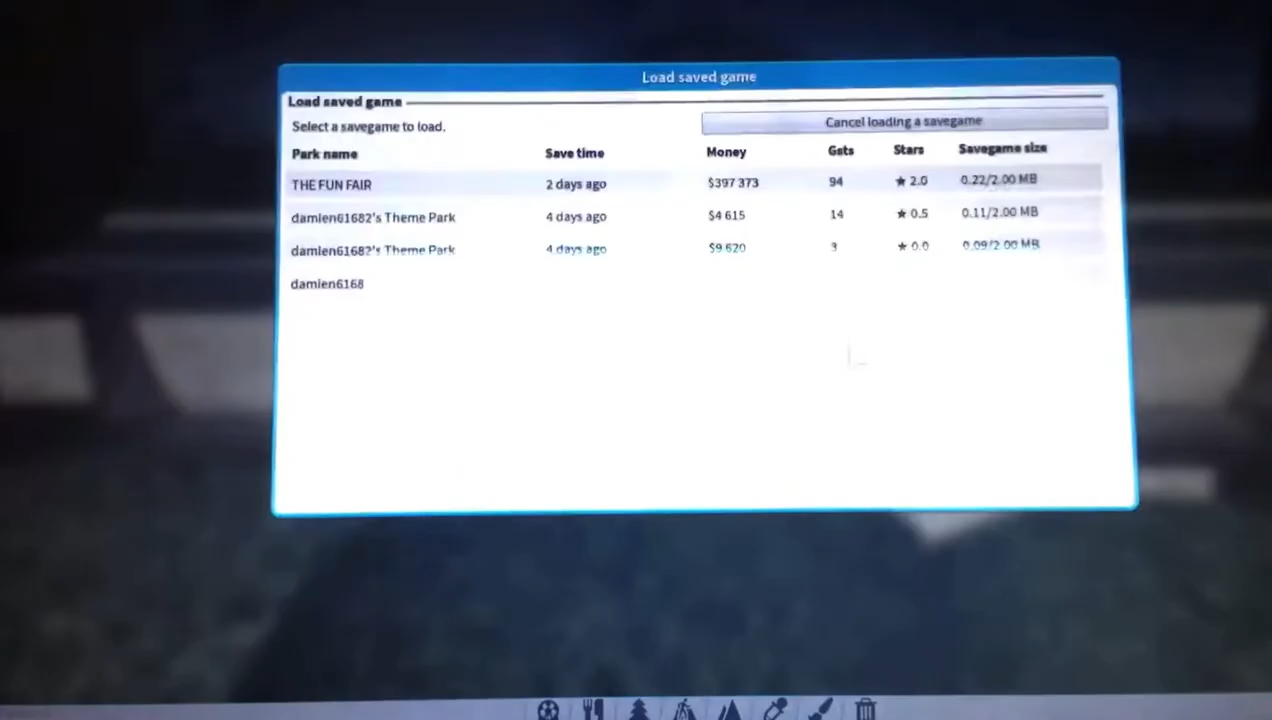 Load saved game
Load saved game
Select a savegame to load.
Cancel loading a savegame
Park name Save time Money Gsts Stars Savegame size
THE FUN FAIR 2 days ago $397 373 94 ★ 2.0 0.22/2.00 MB
damien61682's Theme Park 4 days ago $4 615 14 ★ 0.5 0.11/2.00 MB
damien61682's Theme Park 4 days ago $9 620 3 ★ 0.0 0.09/2.00 MB
damien6168